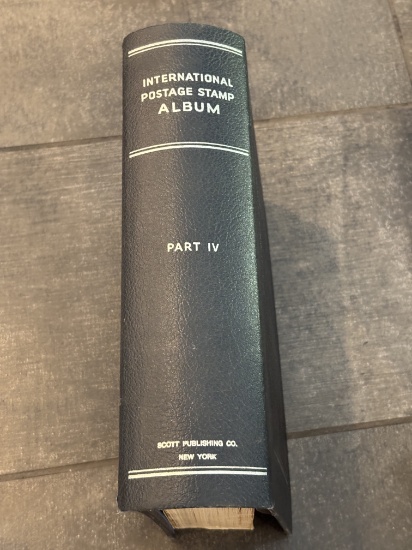 INTERNATIONAL
POSTAGE STAMP
ALBUM
PART IV
SCOTT PUBLISHING CO.
NEW YORK